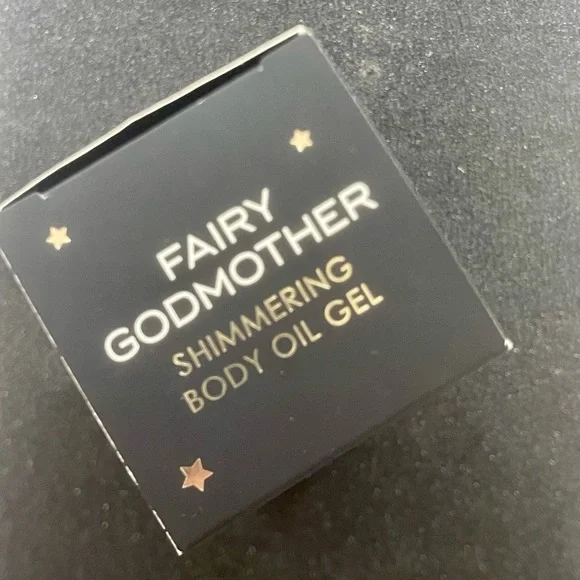 FAIRY
GODMOTHER
SHIMMERING
BODY OIL GEL